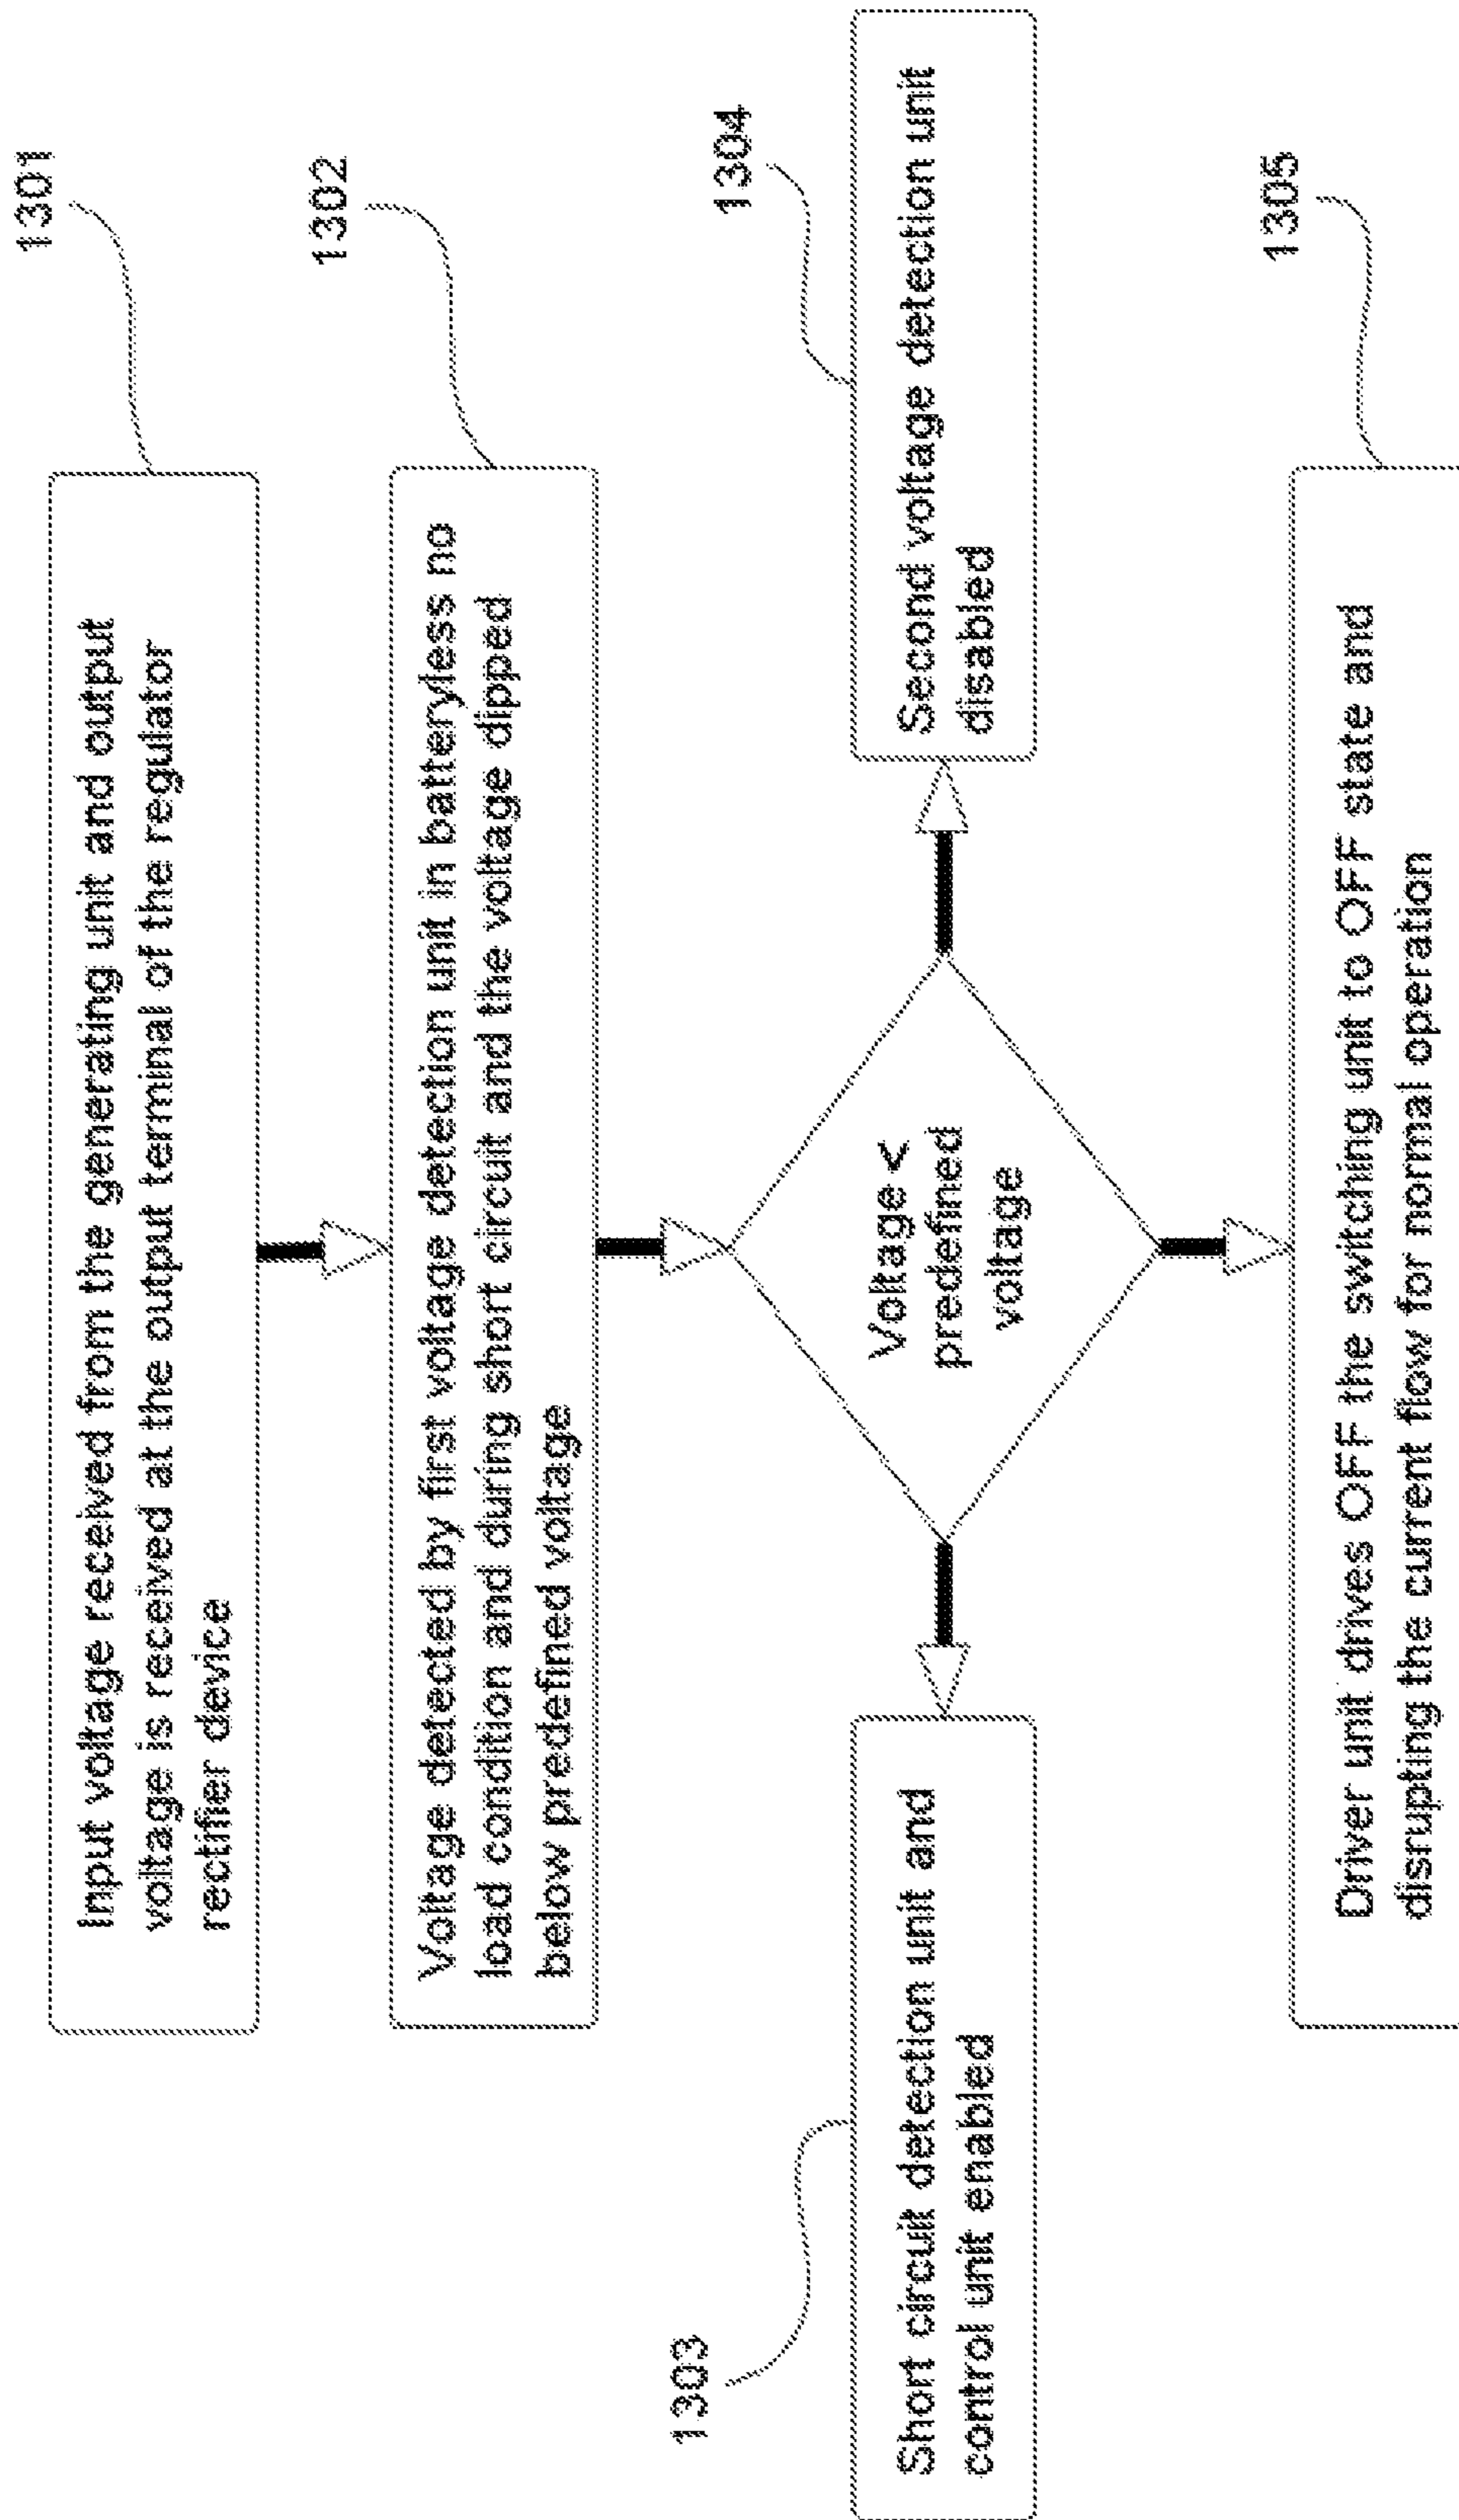 1301
Input voltage received from the generating unit and output
voltage is received at the output terminal of the regulator
rectifier device
1302
Voltage detected by first voltage detection unit in batteryless no
load condition and during short circuit and the voltage dipped
below predefined voltage
Voltage <
predefined
voltage
1303
Short circuit detection unit and
control unit enabled
1304
Second voltage detection unit
disabled
1305
Driver unit drives OFF the switching unit to OFF state and
disrupting the current flow for normal operation